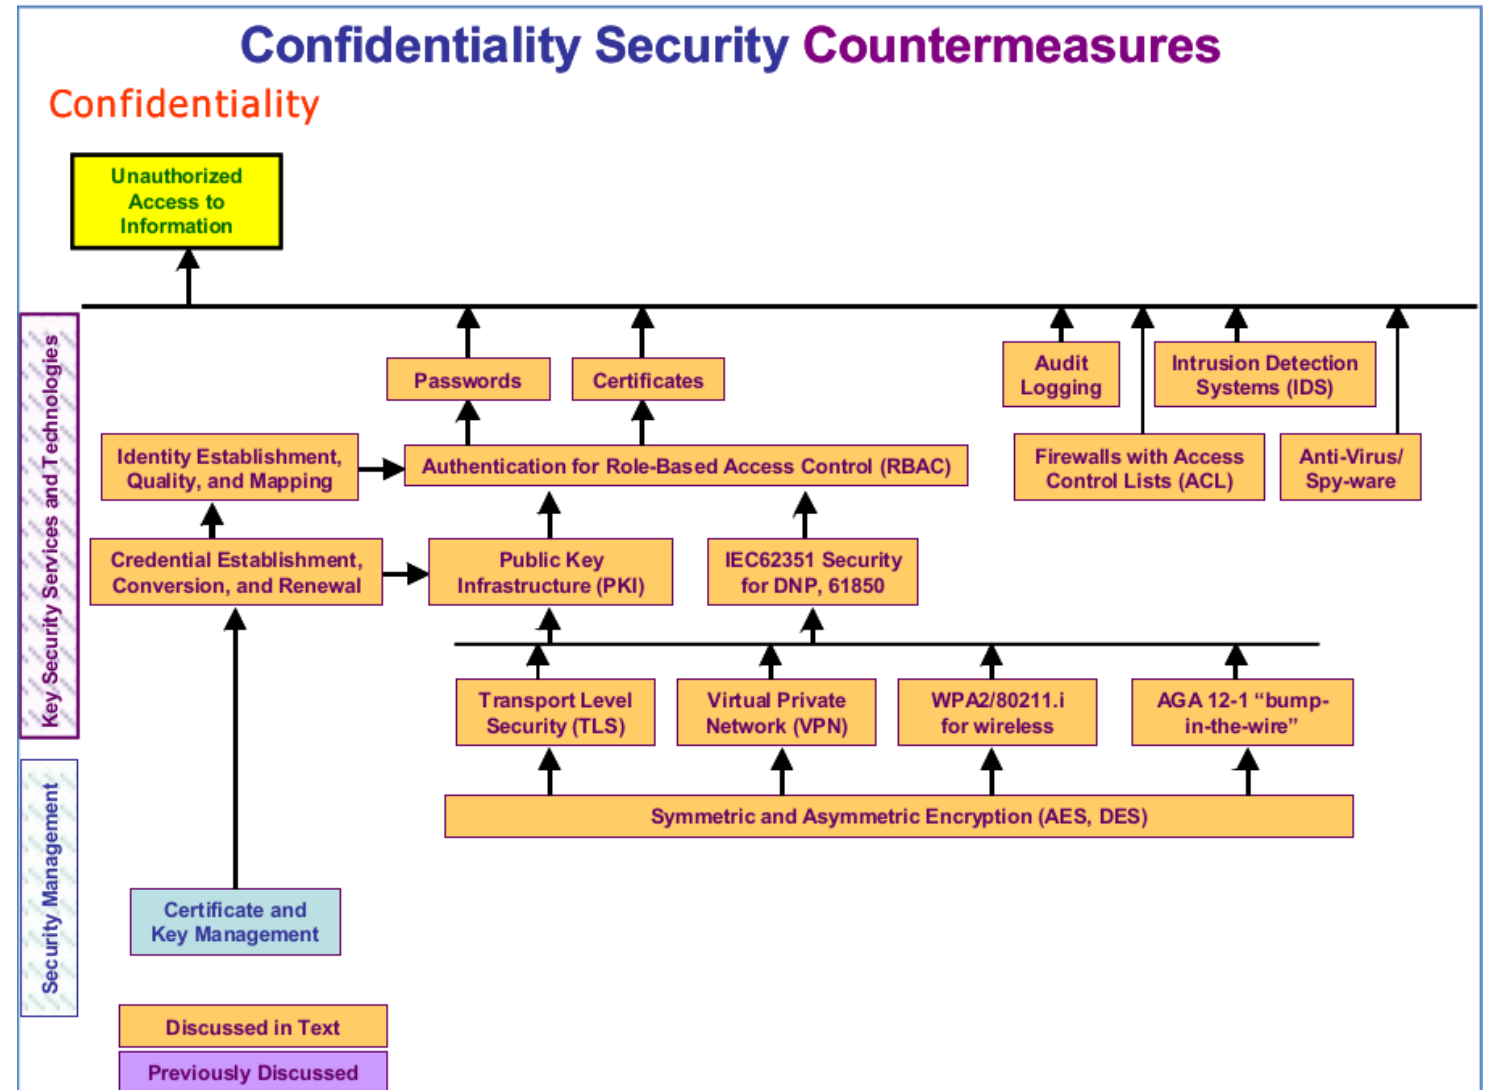 Confidentiality Security Countermeasures
Confidentiality
Unauthorized
Access to
Information
Key Security Services and Technologies
Passwords
Certificates
Audit
Logging
Intrusion Detection
Systems (IDS)
Identity Establishment,
Quality, and Mapping
Authentication for Role-Based Access Control (RBAC)
Firewalls with Access
Control Lists (ACL)
Anti-Virus/
Spy-ware
Credential Establishment,
Conversion, and Renewal
Public Key
Infrastructure (PKI)
IEC62351 Security
for DNP, 61850
Transport Level
Security (TLS)
Virtual Private
Network (VPN)
WPA2/80211.i
for wireless
AGA 12-1 “bump-
in-the-wire”
Symmetric and Asymmetric Encryption (AES, DES)
Security Management
Certificate and
Key Management
Discussed in Text
Previously Discussed